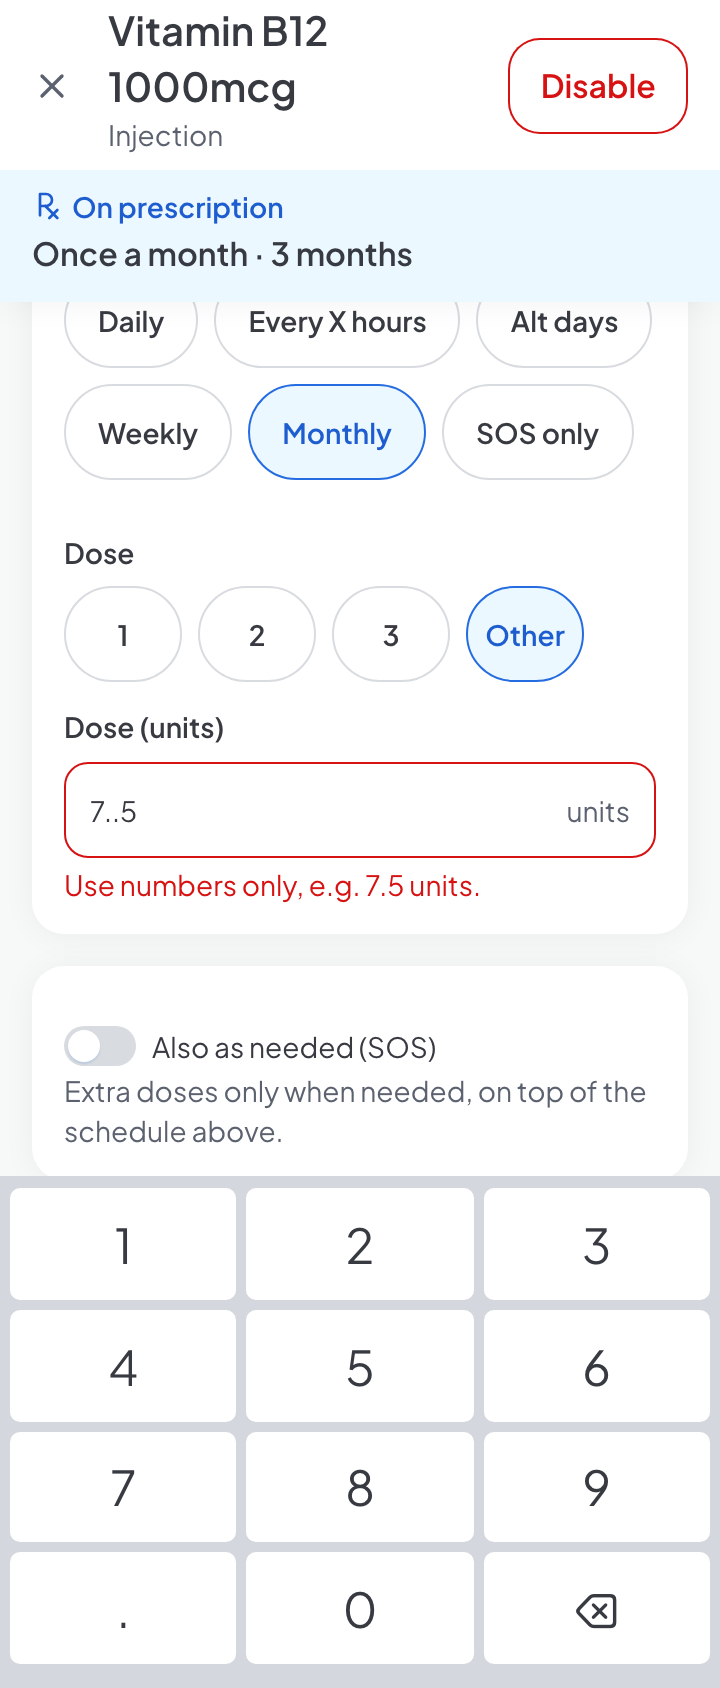 Vitamin B12
1000mcg
Injection
Disable
On prescription
Once a month · 3 months
Daily
Every X hours
Alt days
Weekly
Monthly
SOS only
Dose
1
2
3
Other
Dose (units)
7..5
units
Use numbers only, e.g. 7.5 units.
Also as needed (SOS)
Extra doses only when needed, on top of the
schedule above.
1
2
3
4
5
6
7
8
9
.
0